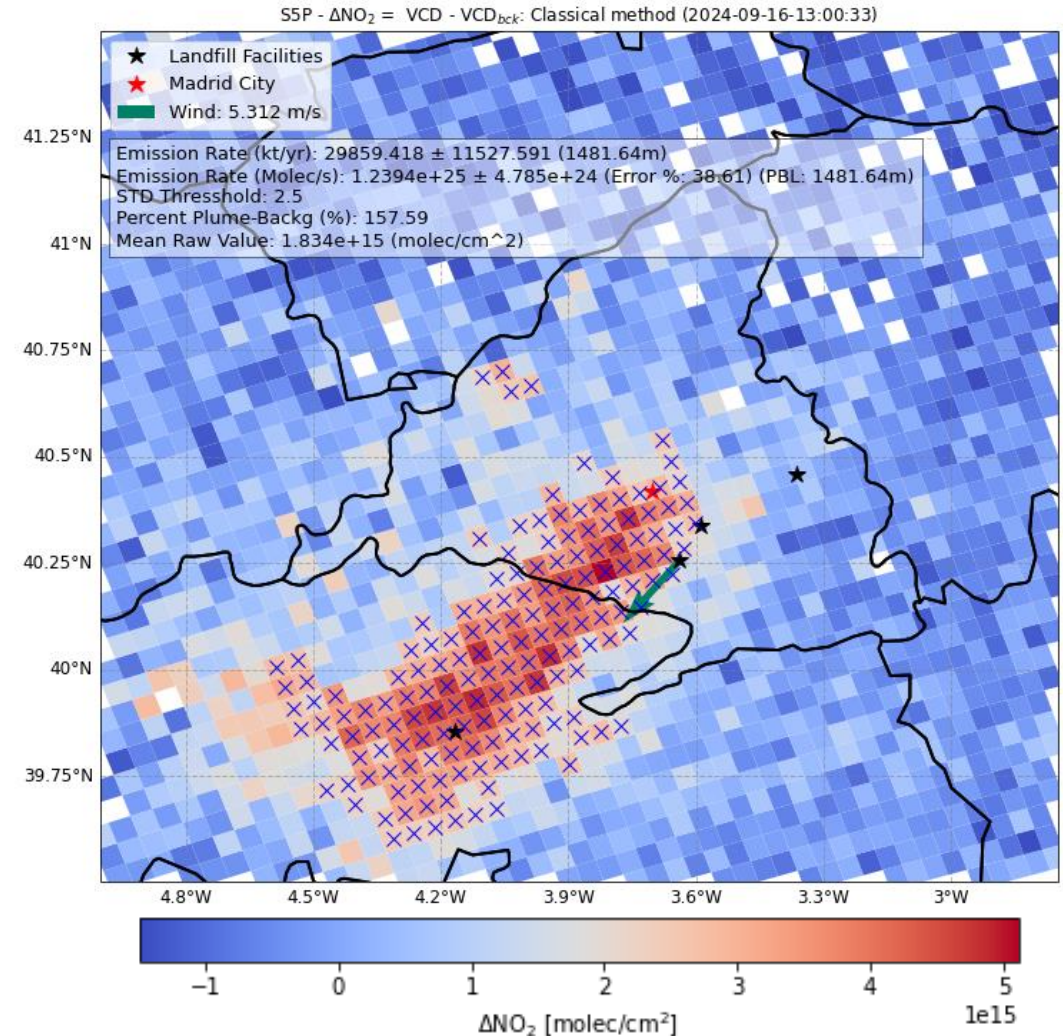 S5P - ΔNO₂ = VCD - VCD_bck: Classical method (2024-09-16-13:00:33)
Landfill Facilities
Madrid City
Wind: 5.312 m/s
41.25°N
Emission Rate (kt/yr): 29859.418 ± 11527.591 (1481.64m)
Emission Rate (Molec/s): 1.2394e+25 ± 4.785e+24 (Error %: 38.61) (PBL: 1481.64m)
STD Thresshold: 2.5
Percent Plume-Backg (%): 157.59
Mean Raw Value: 1.834e+15 (molec/cm^2)
41°N
40.75°N
40.5°N
40.25°N
40°N
39.75°N
4.8°W 4.5°W 4.2°W 3.9°W 3.6°W 3.3°W 3°W
−1 0 1 2 3 4 5
1e15
ΔNO₂ [molec/cm²]